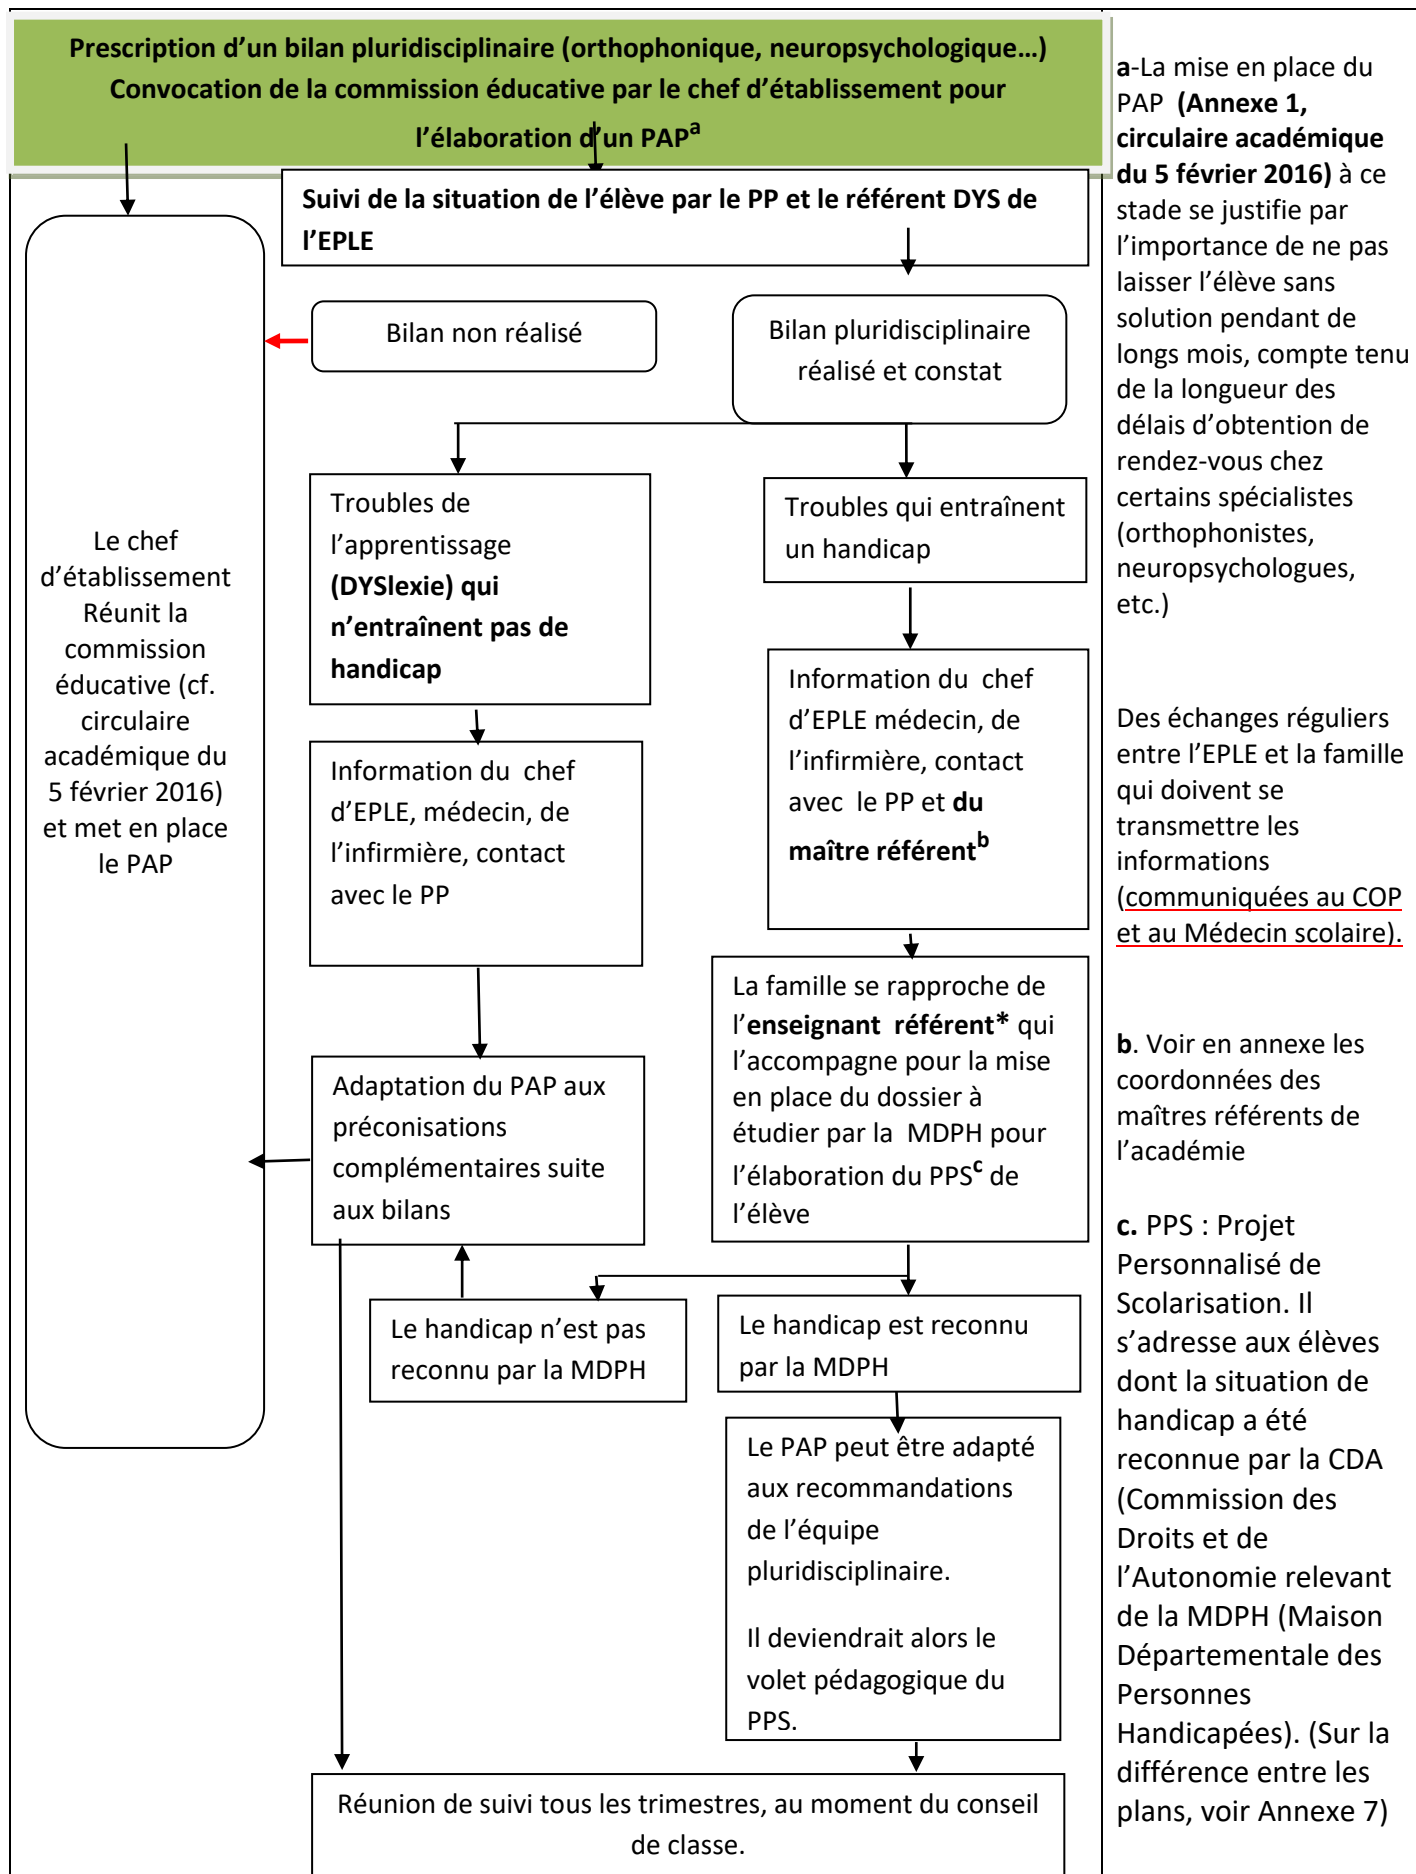 Prescription d’un bilan pluridisciplinaire (orthophonique, neuropsychologique…)
Convocation de la commission éducative par le chef d’établissement pour
l’élaboration d’un PAPa
Suivi de la situation de l’élève par le PP et le référent DYS de
l’EPLE
Bilan non réalisé
Bilan pluridisciplinaire
réalisé et constat
Le chef
d’établissement
Réunit la
commission
éducative (cf.
circulaire
académique du
5 février 2016)
et met en place
le PAP
Troubles de
l’apprentissage
(DYSlexie) qui
n’entraînent pas de
handicap
Troubles qui entraînent
un handicap
Information du  chef
d’EPLE, médecin, de
l’infirmière, contact
avec le PP
Information du  chef
d’EPLE médecin, de
l’infirmière, contact
avec  le PP et du
maître référentb
La famille se rapproche de
l’enseignant  référent* qui
l’accompagne pour la mise
en place du dossier à
étudier par la  MDPH pour
l’élaboration du PPSc de
l’élève
Adaptation du PAP aux
préconisations
complémentaires suite
aux bilans
Le handicap n’est pas
reconnu par la MDPH
Le handicap est reconnu
par la MDPH
Le PAP peut être adapté
aux recommandations
de l’équipe
pluridisciplinaire.
Il deviendrait alors le
volet pédagogique du
PPS.
Réunion de suivi tous les trimestres, au moment du conseil
de classe.
a-La mise en place du
PAP  (Annexe 1,
circulaire académique
du 5 février 2016) à ce
stade se justifie par
l’importance de ne pas
laisser l’élève sans
solution pendant de
longs mois, compte tenu
de la longueur des
délais d’obtention de
rendez-vous chez
certains spécialistes
(orthophonistes,
neuropsychologues,
etc.)
Des échanges réguliers
entre l’EPLE et la famille
qui doivent se
transmettre les
informations
(communiquées au COP
et au Médecin scolaire).
b. Voir en annexe les
coordonnées des
maîtres référents de
l’académie
c. PPS : Projet
Personnalisé de
Scolarisation. Il
s’adresse aux élèves
dont la situation de
handicap a été
reconnue par la CDA
(Commission des
Droits et de
l’Autonomie relevant
de la MDPH (Maison
Départementale des
Personnes
Handicapées). (Sur la
différence entre les
plans, voir Annexe 7)